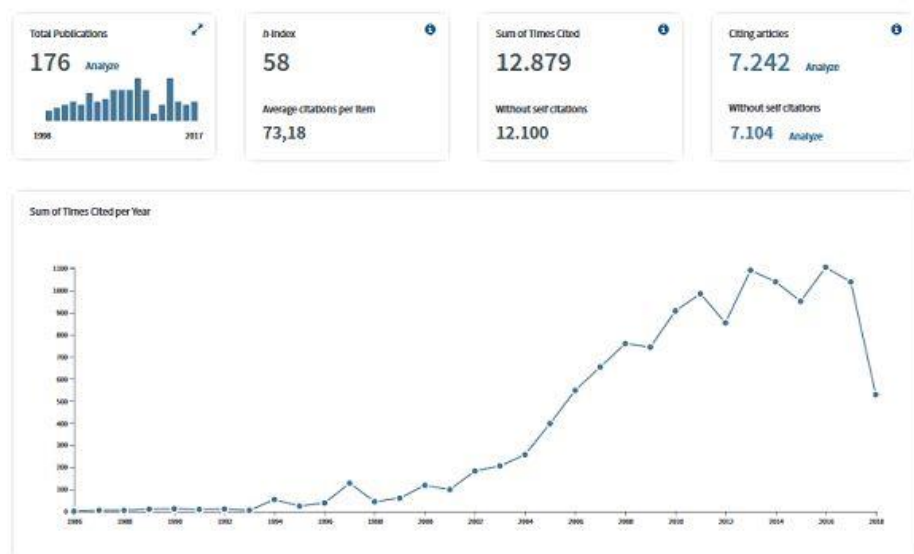 Total Publications
176 Analyze
1998 2017
h-index
58
Average citations per item
73,18
Sum of Times Cited
12.879
Without self citations
12.100
Citing articles
7.242 Analyze
Without self citations
7.104 Analyze
Sum of Times Cited per Year
1100
1000
900
800
700
600
500
400
300
200
100
0
1986 1988 1990 1992 1994 1996 1998 2000 2002 2004 2006 2008 2010 2012 2014 2016 2018